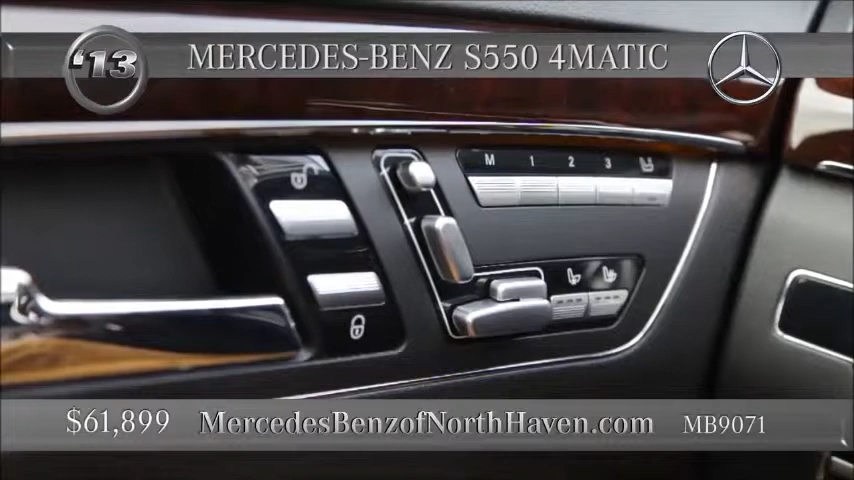 '13 MERCEDES-BENZ S550 4MATIC
M 1 2 3
$61,899 MercedesBenzofNorthHaven.com MB9071